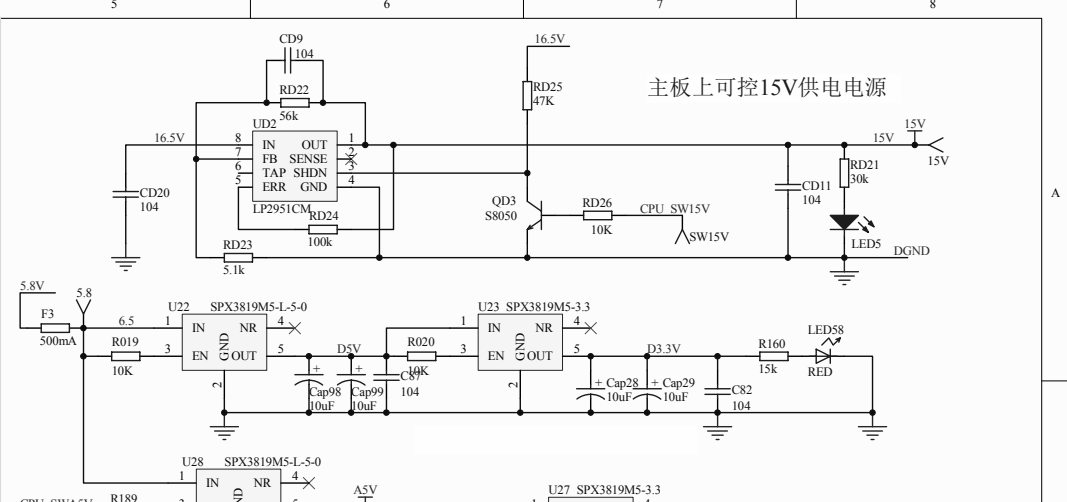 5 6 7 8
CD9
104
16.5V
RD22
56k
RD25
47K
主板上可控15V供电电源
UD2
16.5V
8 IN OUT 1
7 FB SENSE 2
6 TAP SHDN 3
5 ERR GND 4
LP2951CM
CD20
104
RD24
100k
RD23
5.1k
QD3
S8050
RD26
10K
CPU_SW15V
SW15V
CD11
104
15V
15V
15V
RD21
30k
LED5
DGND
A
5.8V
5.8
F3
500mA
6.5
R019
10K
U22 SPX3819M5-L-5-0
1 IN NR 4
3 EN GND OUT 5
2
D5V
Cap98
10uF
Cap99
10uF
C87
104
R020
10K
U23 SPX3819M5-3.3
1 IN NR 4
3 EN GND OUT 5
2
D3.3V
Cap28
10uF
Cap29
10uF
C82
104
R160
15k
LED58
RED
U28 SPX3819M5-L-5-0
1 IN NR 4
R189
A5V
U27 SPX3819M5-3.3